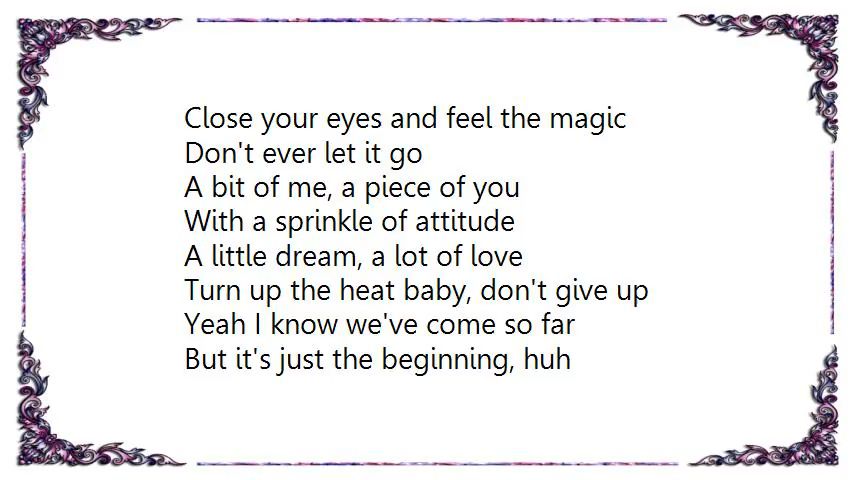 Close your eyes and feel the magic
Don't ever let it go
A bit of me, a piece of you
With a sprinkle of attitude
A little dream, a lot of love
Turn up the heat baby, don't give up
Yeah I know we've come so far
But it's just the beginning, huh